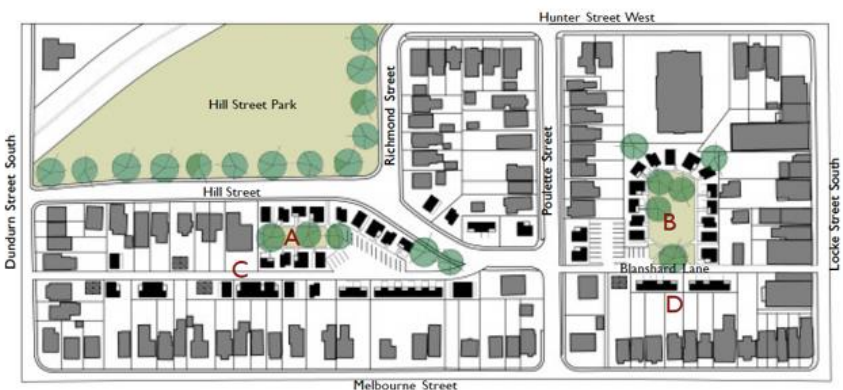 Hunter Street West
Hill Street Park
Richmond Street
Poulette Street
Hill Street
Dundurn Street South
Locke Street South
A
B
C
Blanshard Lane
D
Melbourne Street